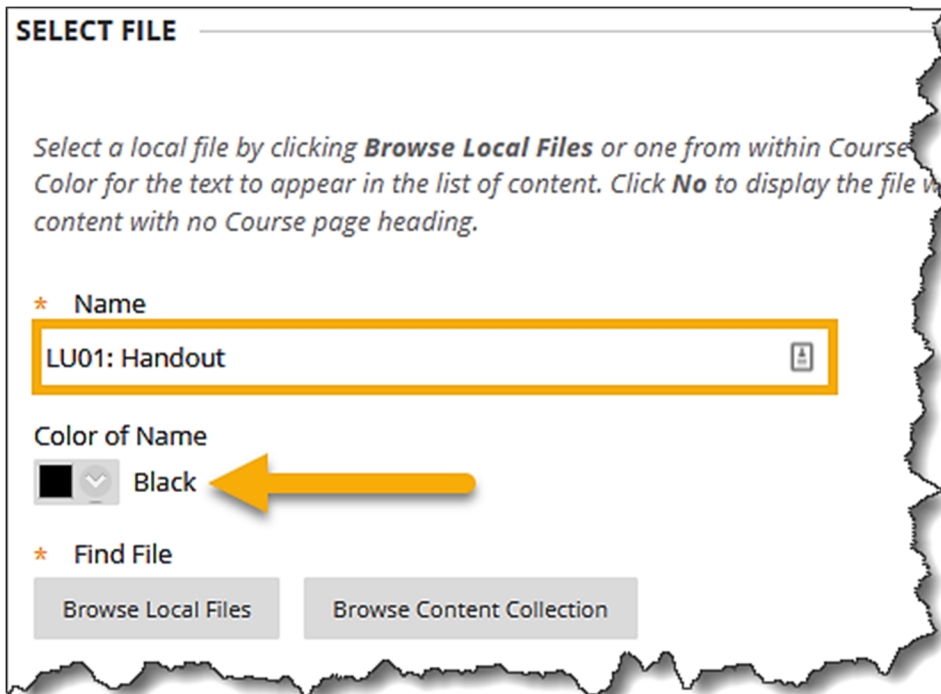 SELECT FILE
Select a local file by clicking Browse Local Files or one from within Course
Color for the text to appear in the list of content. Click No to display the file
content with no Course page heading.
* Name
LU01: Handout
Color of Name
Black
* Find File
Browse Local Files Browse Content Collection